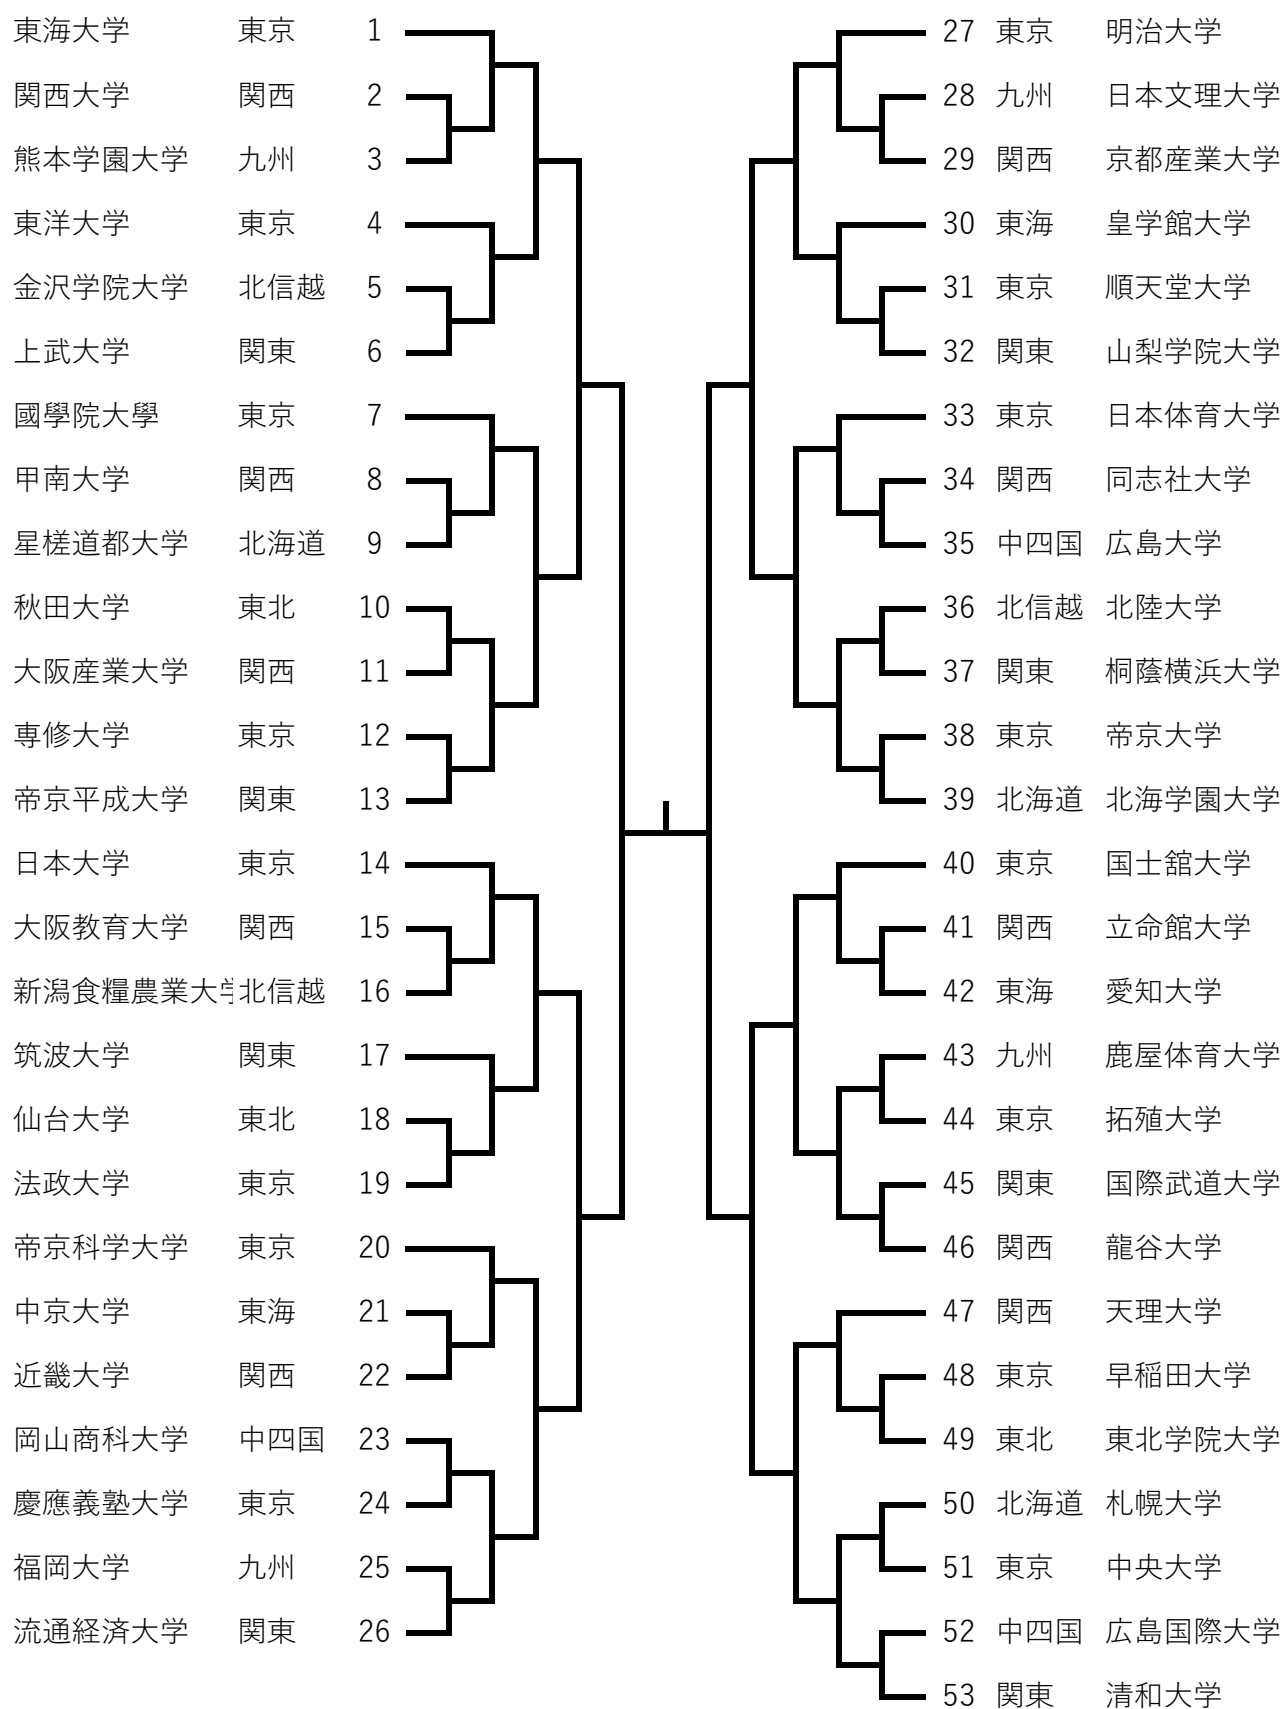 東海大学 東京 1
関西大学 関西 2
熊本学園大学 九州 3
東洋大学 東京 4
金沢学院大学 北信越 5
上武大学 関東 6
國學院大學 東京 7
甲南大学 関西 8
星槎道都大学 北海道 9
秋田大学 東北 10
大阪産業大学 関西 11
専修大学 東京 12
帝京平成大学 関東 13
日本大学 東京 14
大阪教育大学 関西 15
新潟食糧農業大学 北信越 16
筑波大学 関東 17
仙台大学 東北 18
法政大学 東京 19
帝京科学大学 東京 20
中京大学 東海 21
近畿大学 関西 22
岡山商科大学 中四国 23
慶應義塾大学 東京 24
福岡大学 九州 25
流通経済大学 関東 26
27 東京 明治大学
28 九州 日本文理大学
29 関西 京都産業大学
30 東海 皇学館大学
31 東京 順天堂大学
32 関東 山梨学院大学
33 東京 日本体育大学
34 関西 同志社大学
35 中四国 広島大学
36 北信越 北陸大学
37 関東 桐蔭横浜大学
38 東京 帝京大学
39 北海道 北海学園大学
40 東京 国士舘大学
41 関西 立命館大学
42 東海 愛知大学
43 九州 鹿屋体育大学
44 東京 拓殖大学
45 関東 国際武道大学
46 関西 龍谷大学
47 関西 天理大学
48 東京 早稲田大学
49 東北 東北学院大学
50 北海道 札幌大学
51 東京 中央大学
52 中四国 広島国際大学
53 関東 清和大学